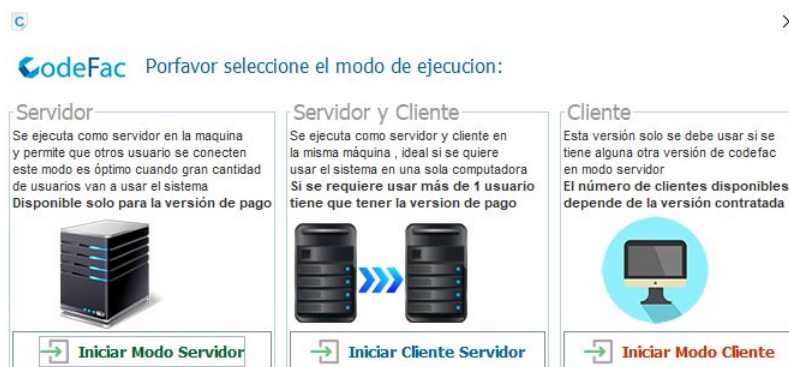 C
CodeFac Porfavor seleccione el modo de ejecucion:
Servidor
Se ejecuta como servidor en la maquina
y permite que otros usuario se conecten
este modo es óptimo cuando gran cantidad
de usuarios van a usar el sistema
Disponible solo para la versión de pago
Iniciar Modo Servidor
Servidor y Cliente
Se ejecuta como servidor y cliente en
la misma máquina , ideal si se quiere
usar el sistema en una sola computadora
Si se requiere usar más de 1 usuario
tiene que tener la version de pago
Iniciar Cliente Servidor
Cliente
Esta versión solo se debe usar si se
tiene alguna otra versión de codefac
en modo servidor
El número de clientes disponibles
depende de la versión contratada
Iniciar Modo Cliente